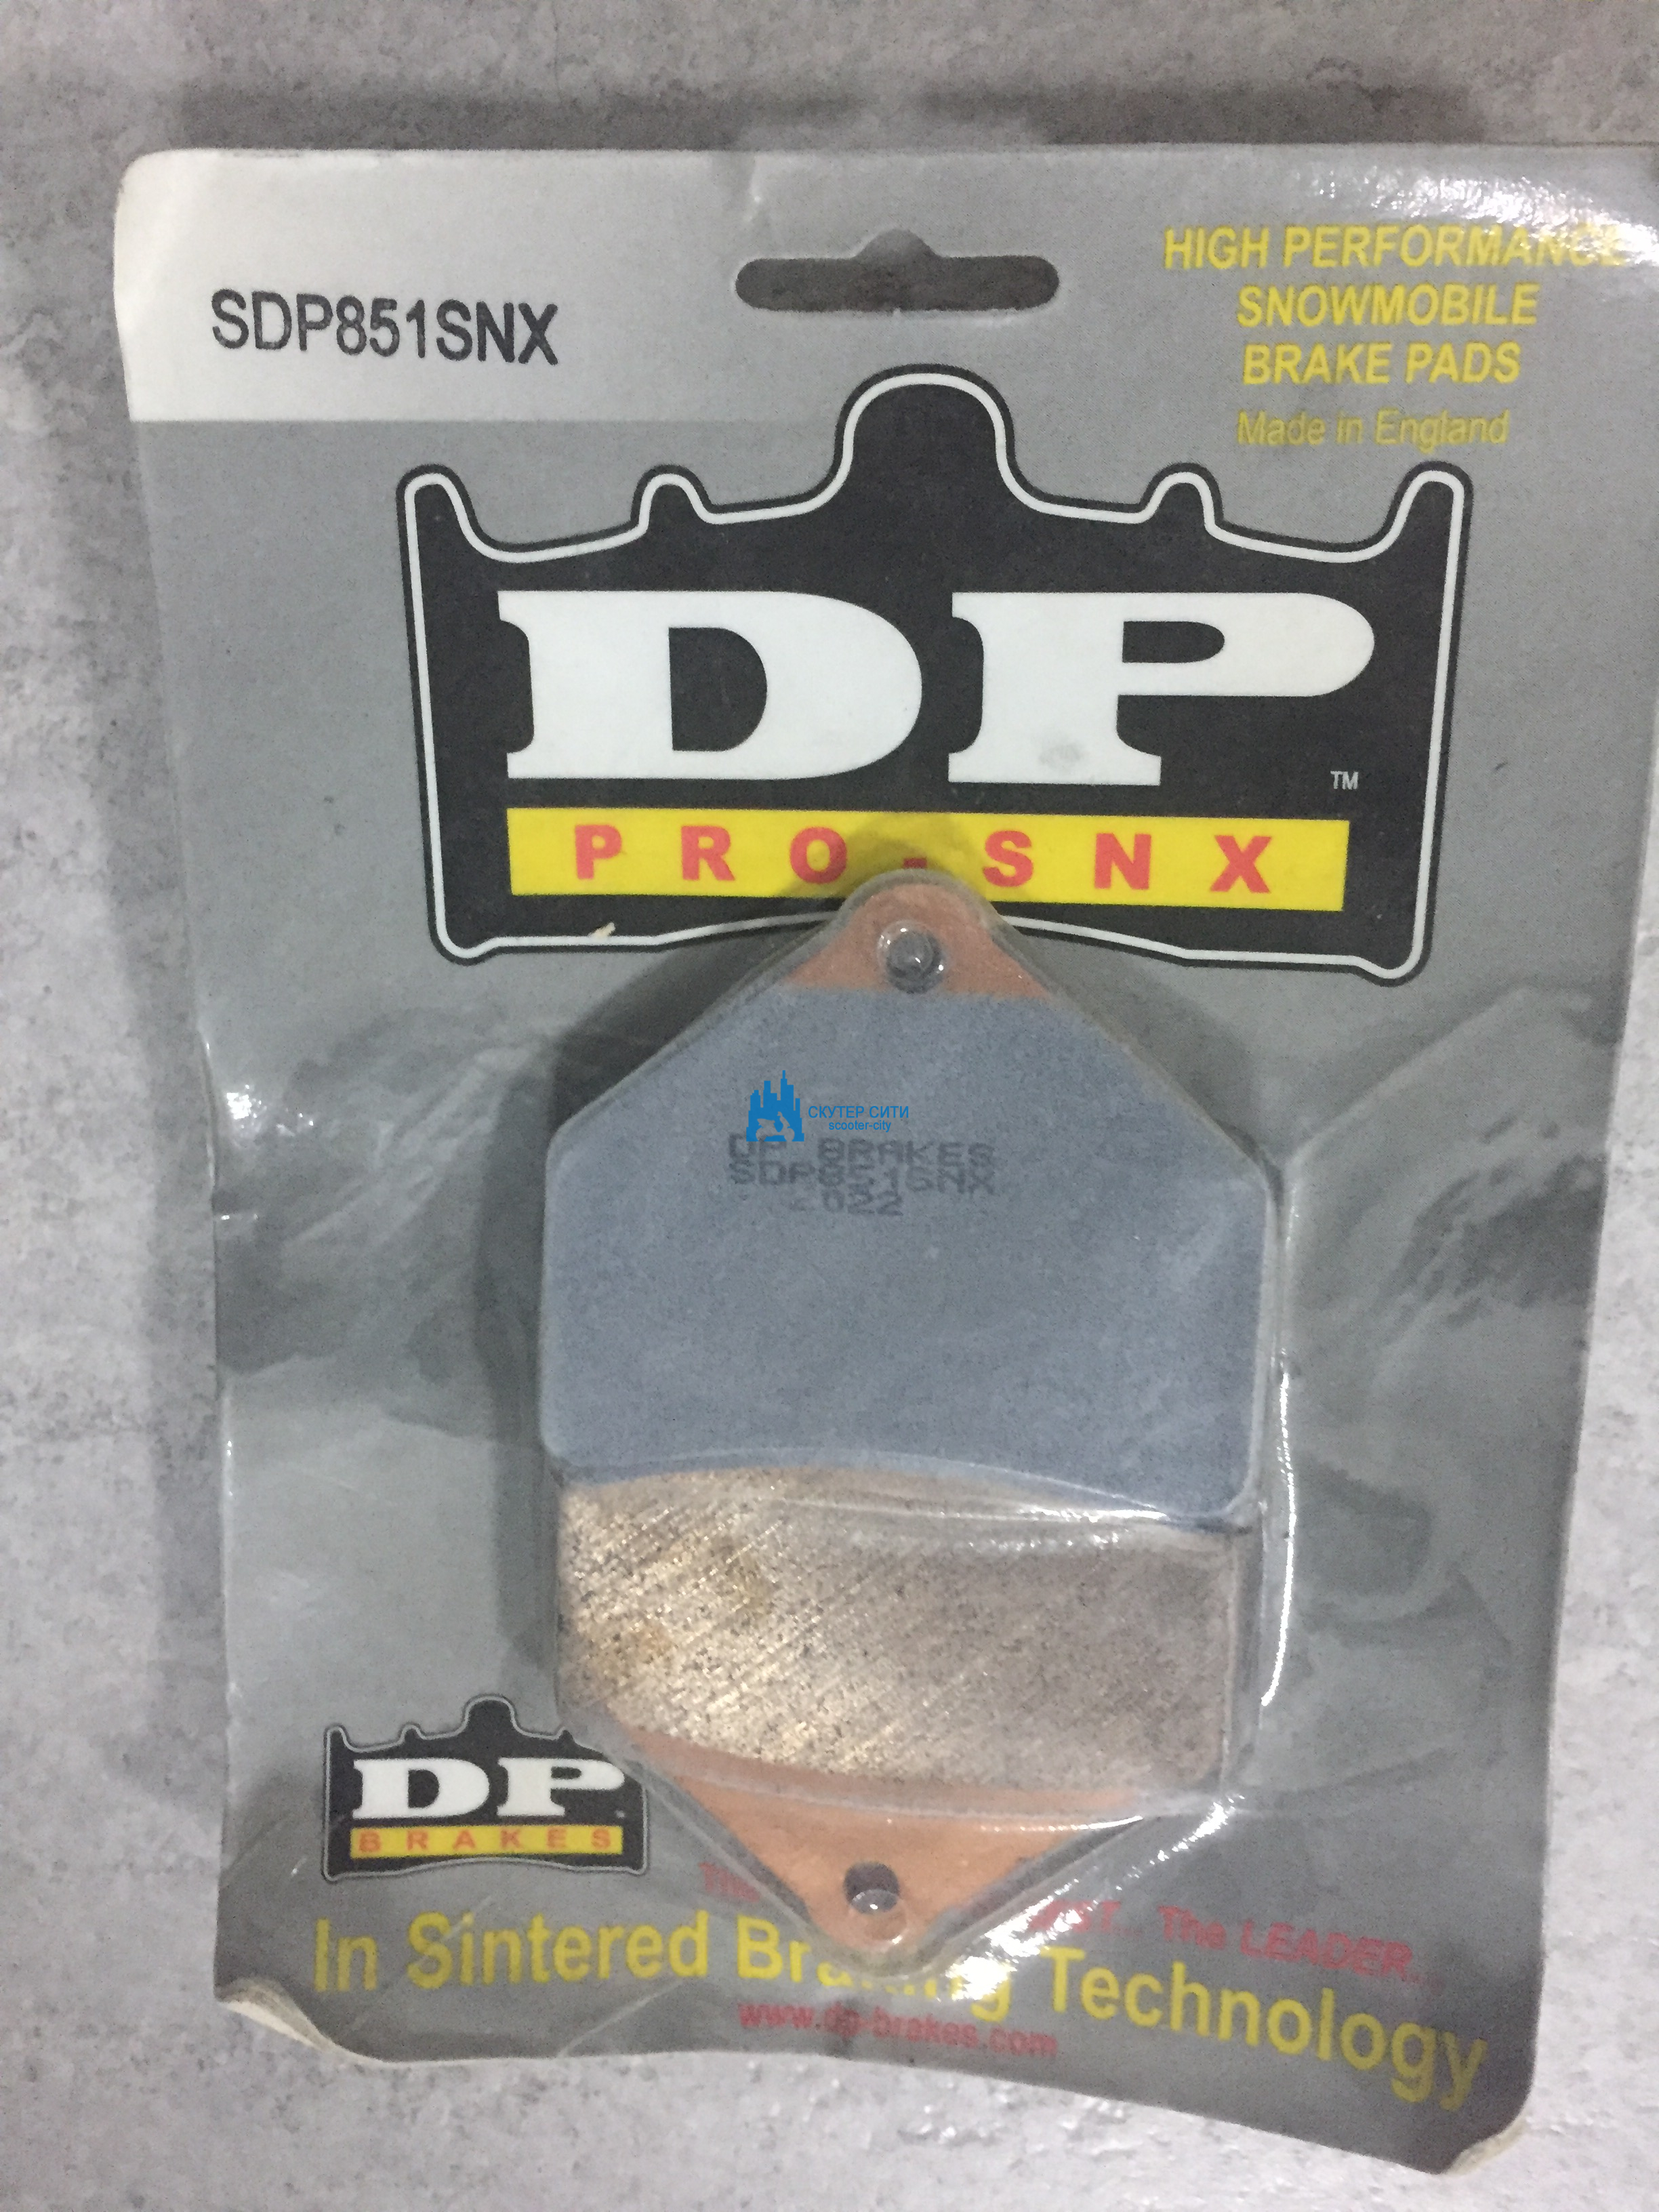 HIGH PERFORMANCE
SNOWMOBILE
BRAKE PADS
Made in England
SDP851SNX
DP
TM
PRO-SNX
СКУТЕР СИТИ
scooter-city
DP BRAKES
SDP851SNX
DP
BRAKES
The LEADER...
In Sintered Braking Technology
www.dp-brakes.com